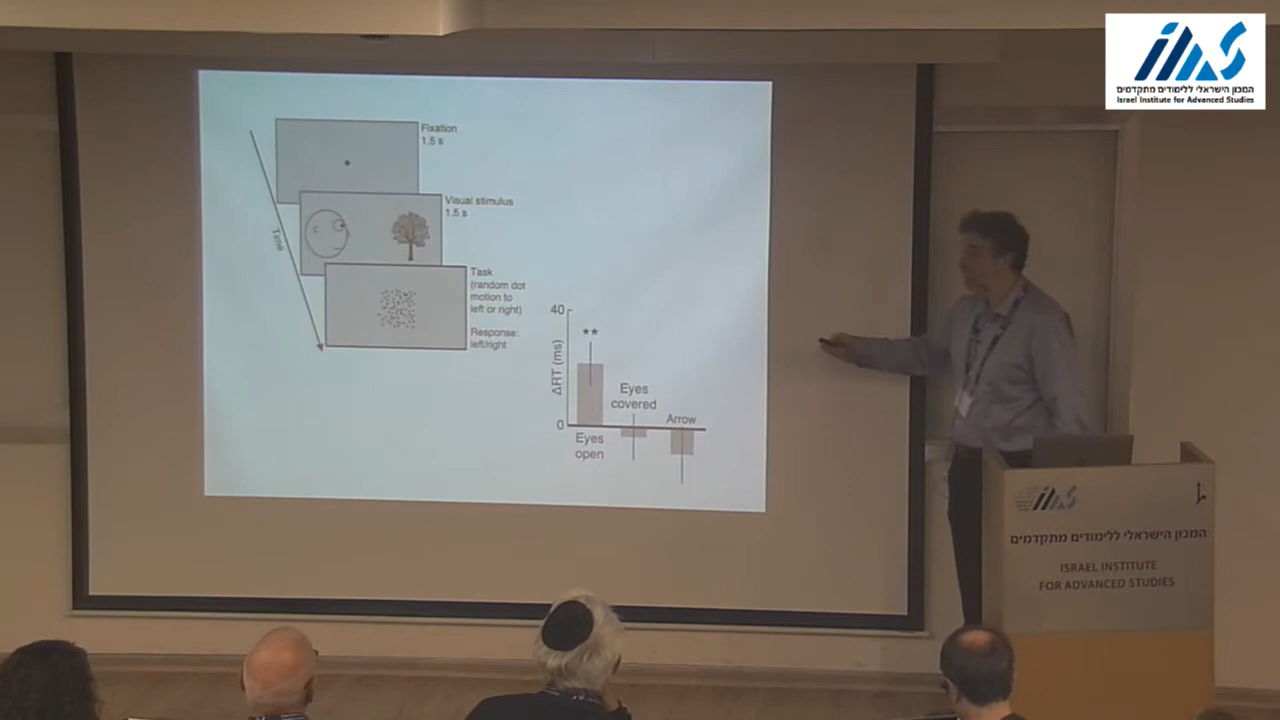 המכון הישראלי ללימודים מתקדמים
Israel Institute for Advanced Studies
Fixation
1.5 s
Visual stimulus
1.5 s
Time
Task
(random dot
motion to
left or right)
Response:
left/right
40
**
ΔRT (ms)
Eyes
covered
Arrow
0
Eyes
open
המכון הישראלי ללימודים מתקדמים
ISRAEL INSTITUTE
FOR ADVANCED STUDIES